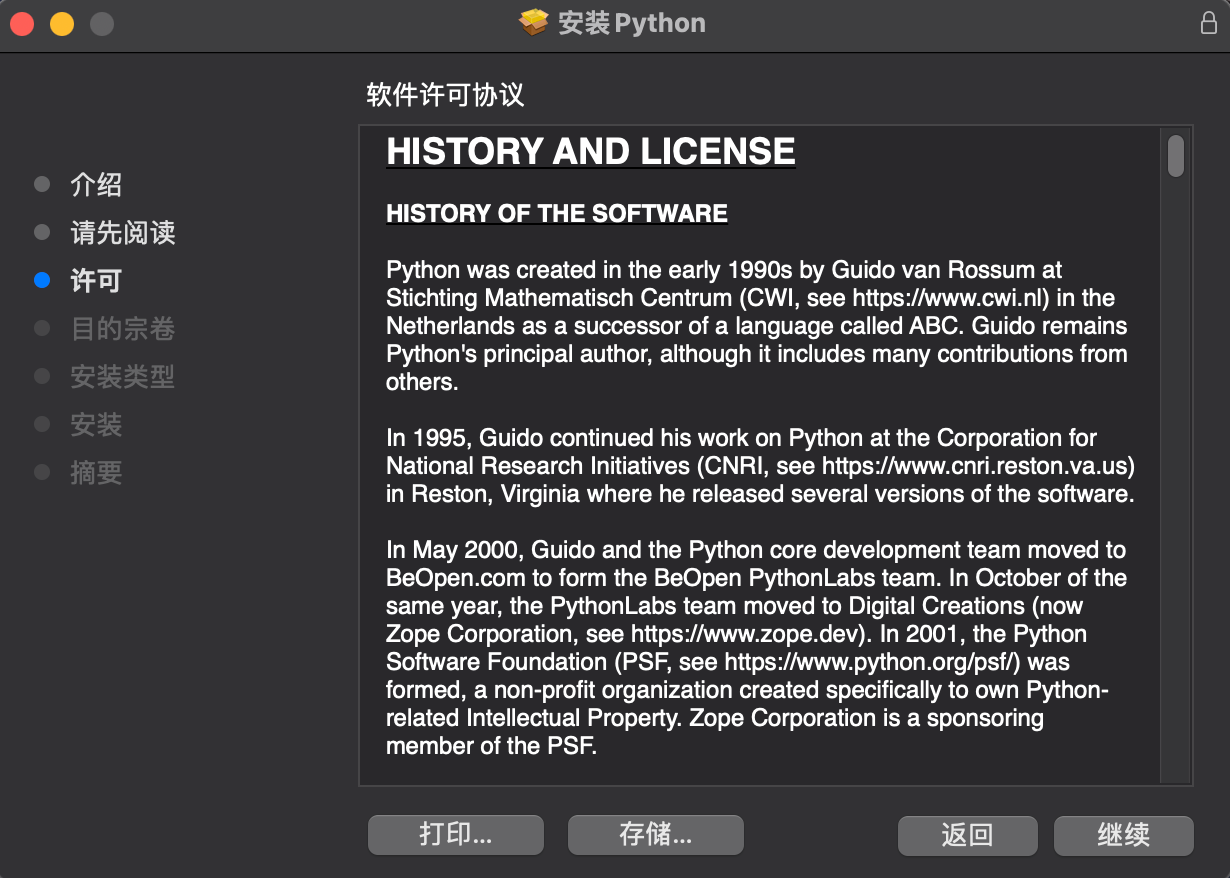 安装Python
软件许可协议
介绍
请先阅读
许可
目的宗卷
安装类型
安装
摘要
HISTORY AND LICENSE
HISTORY OF THE SOFTWARE
Python was created in the early 1990s by Guido van Rossum at
Stichting Mathematisch Centrum (CWI, see https://www.cwi.nl) in the
Netherlands as a successor of a language called ABC. Guido remains
Python's principal author, although it includes many contributions from
others.
In 1995, Guido continued his work on Python at the Corporation for
National Research Initiatives (CNRI, see https://www.cnri.reston.va.us)
in Reston, Virginia where he released several versions of the software.
In May 2000, Guido and the Python core development team moved to
BeOpen.com to form the BeOpen PythonLabs team. In October of the
same year, the PythonLabs team moved to Digital Creations (now
Zope Corporation, see https://www.zope.dev). In 2001, the Python
Software Foundation (PSF, see https://www.python.org/psf/) was
formed, a non-profit organization created specifically to own Python-
related Intellectual Property. Zope Corporation is a sponsoring
member of the PSF.
打印...
存储...
返回
继续